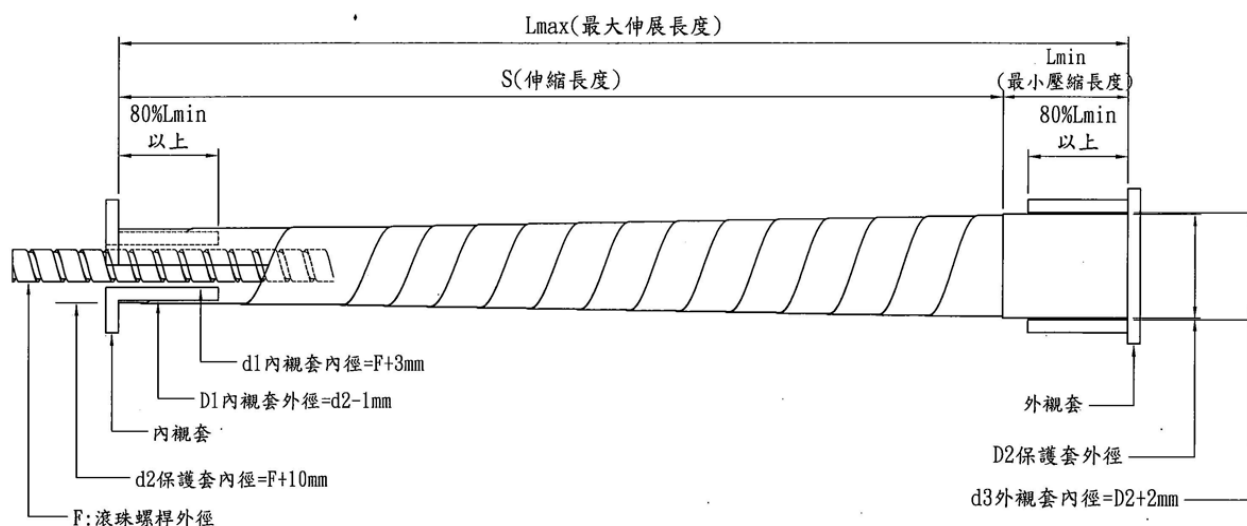 Lmax(最大伸展長度)
S(伸縮長度)
Lmin
(最小壓縮長度)
80%Lmin
以上
80%Lmin
以上
d1內襯套內徑=F+3mm
D1內襯套外徑=d2-1mm
內襯套
d2保護套內徑=F+10mm
F:滾珠螺桿外徑
外襯套
D2保護套外徑
d3外襯套內徑=D2+2mm